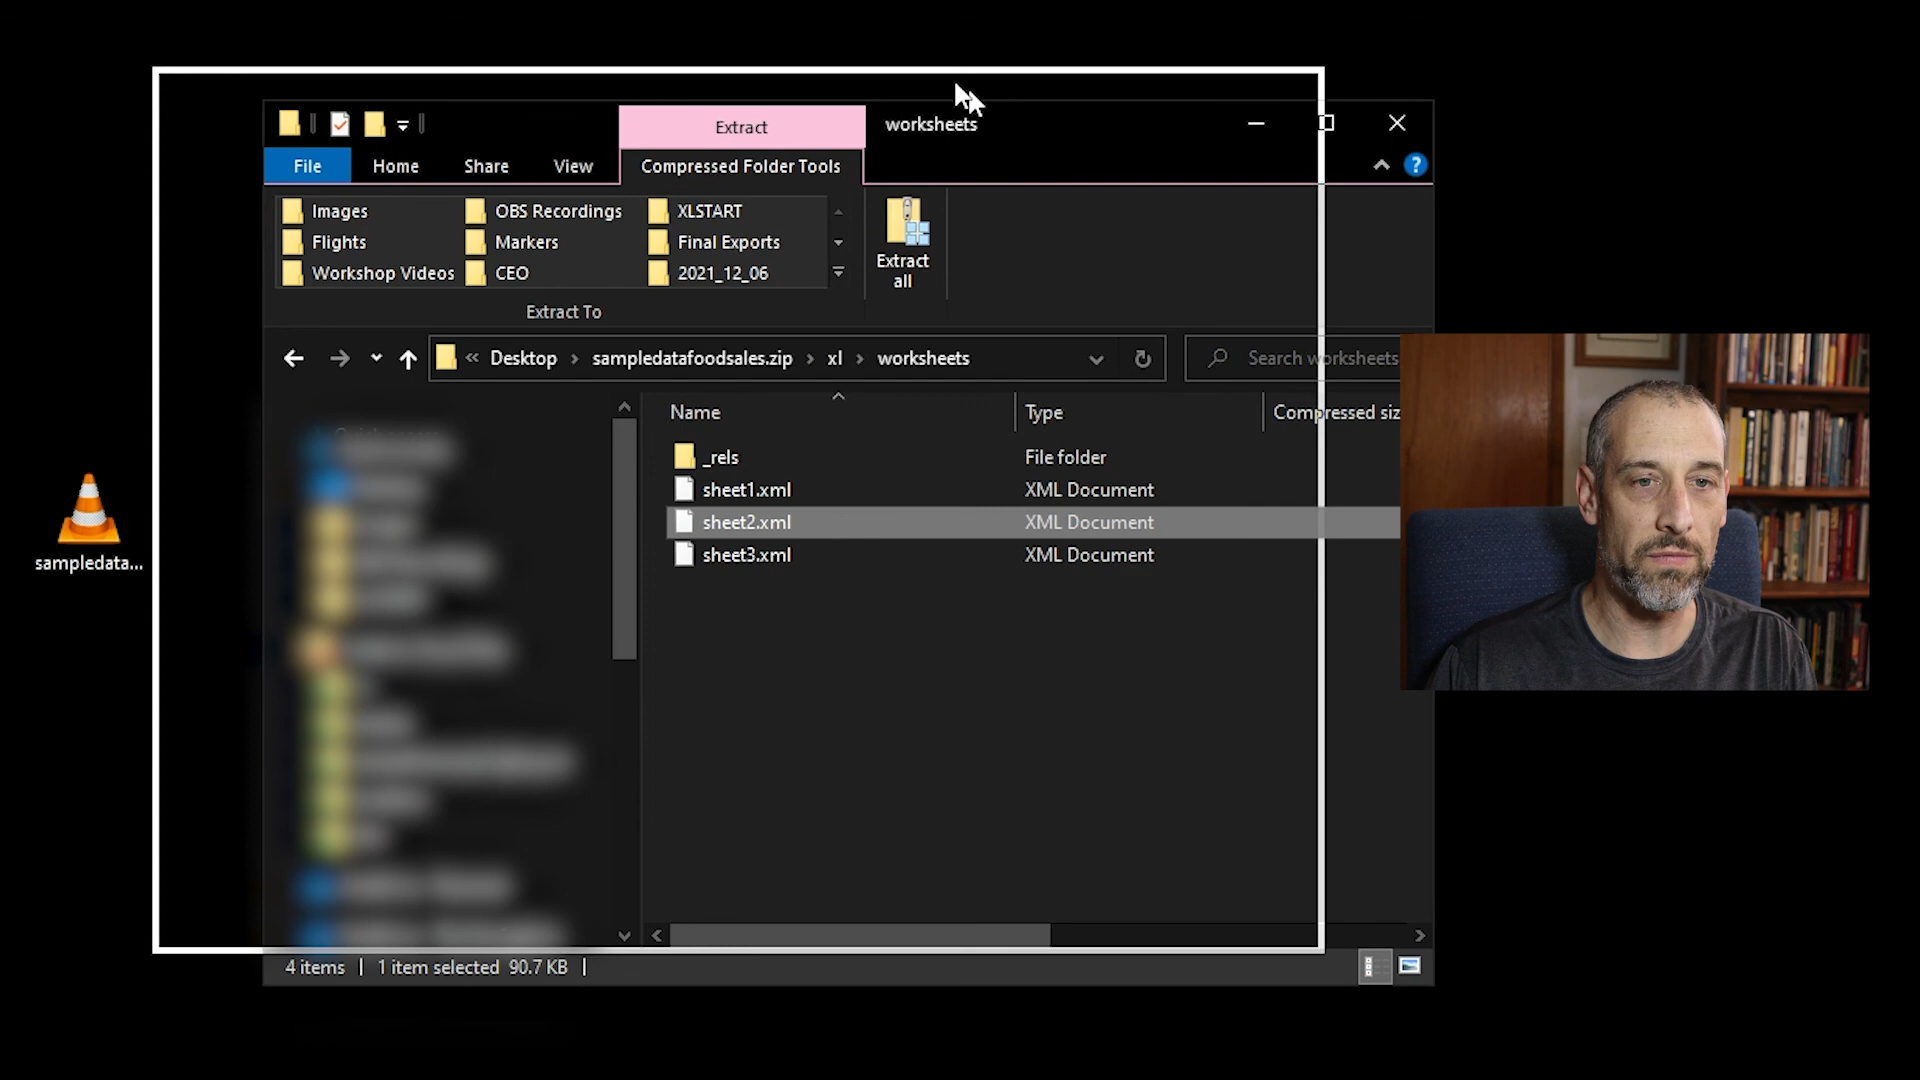 Extract
worksheets
File
Home
Share
View
Compressed Folder Tools
?
Images
OBS Recordings
XLSTART
Flights
Markers
Final Exports
Workshop Videos
CEO
2021_12_06
Extract all
Extract To
« Desktop > sampledatafoodsales.zip > xl > worksheets
Search worksheets
Name
Type
Compressed siz
_rels
File folder
sheet1.xml
XML Document
sheet2.xml
XML Document
sheet3.xml
XML Document
sampledata...
4 items | 1 item selected 90.7 KB |